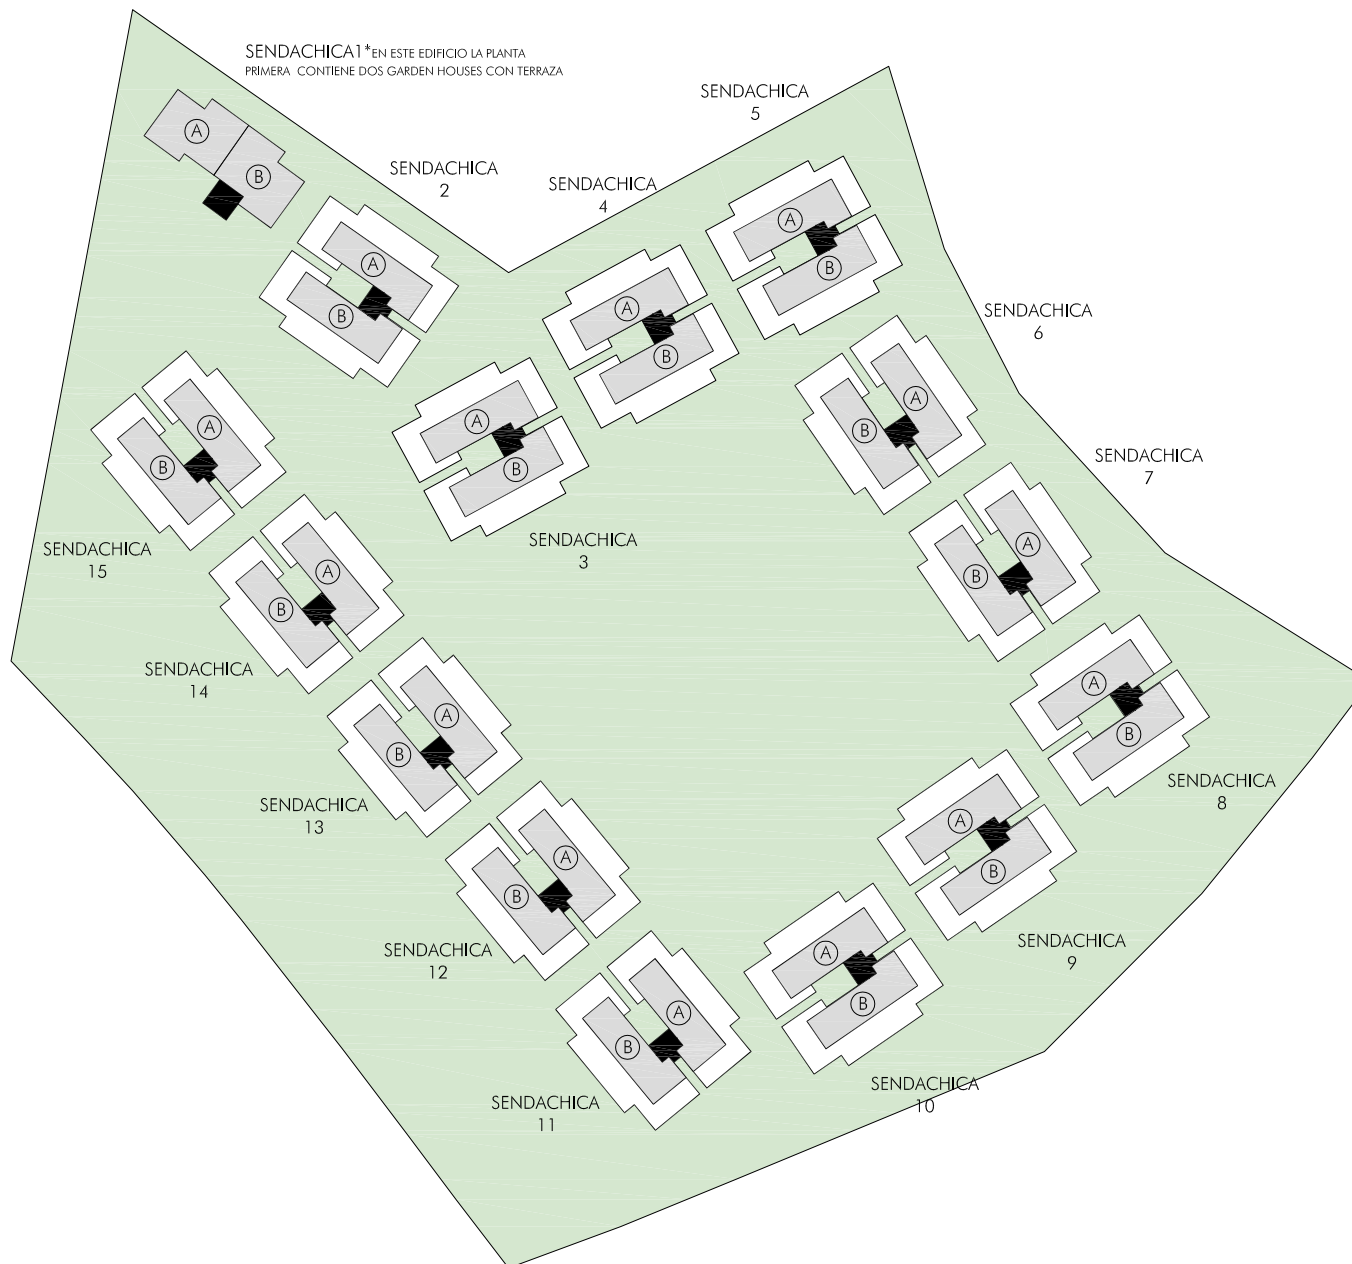 SENDACHICA1*EN ESTE EDIFICIO LA PLANTA
PRIMERA CONTIENE DOS GARDEN HOUSES CON TERRAZA
A
B
SENDACHICA
2
A
B
SENDACHICA
4
A
B
SENDACHICA
5
A
B
SENDACHICA
6
A
B
SENDACHICA
7
A
B
SENDACHICA
3
A
B
SENDACHICA
15
A
B
SENDACHICA
14
A
B
SENDACHICA
13
A
B
SENDACHICA
12
A
B
SENDACHICA
11
A
B
SENDACHICA
8
A
B
SENDACHICA
9
A
B
SENDACHICA
10
A
B